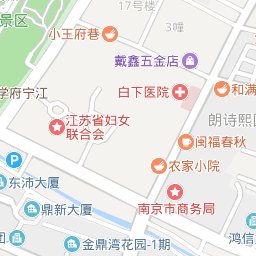 景区
17号楼
3幢
小王府巷
戴鑫五金店
学府宁江
白下医院
和满
江苏省妇女
联合会
朗诗熙园
闽福春秋
P
农家小院
东沛大厦
南京市商务局
鼎新大厦
鸿信
团
金鼎湾花园-1期